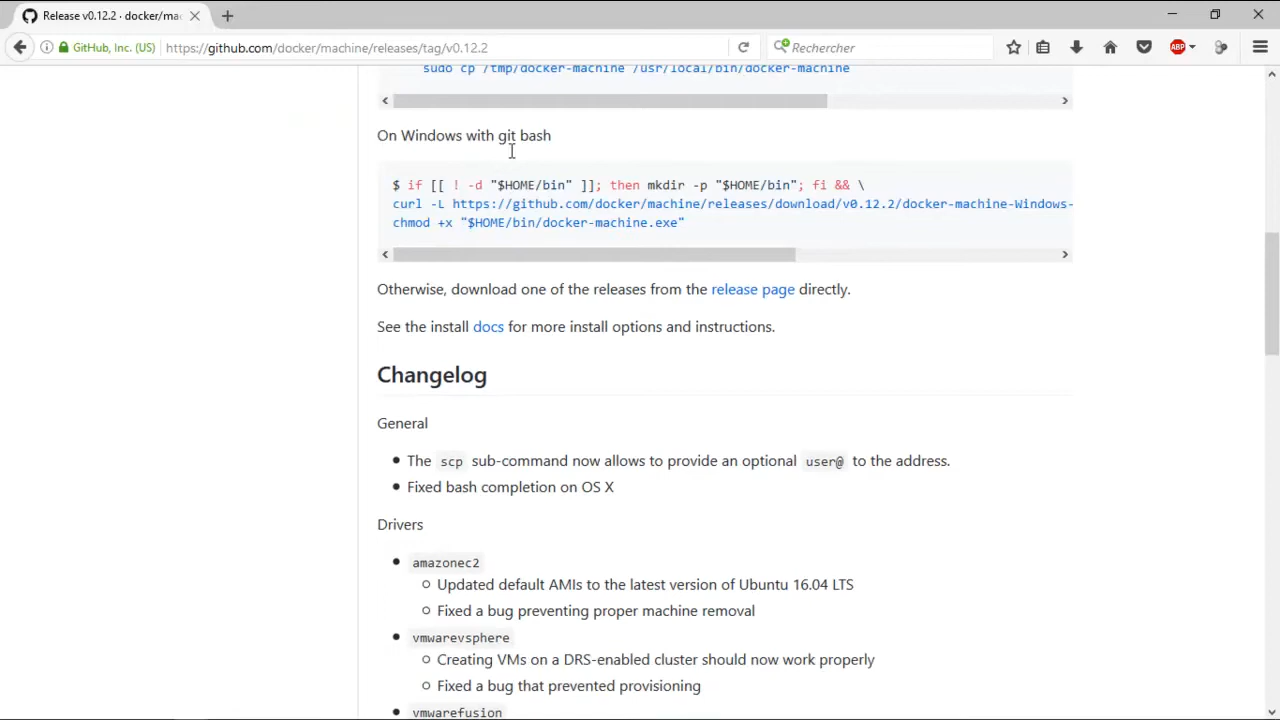 Release v0.12.2 · docker/ma
GitHub, Inc. (US)
https://github.com/docker/machine/releases/tag/v0.12.2
Rechercher
ABP
sudo cp /tmp/docker-machine /usr/local/bin/docker-machine
On Windows with git bash
$ if [[ ! -d "$HOME/bin" ]]; then mkdir -p "$HOME/bin"; fi && \
curl -L https://github.com/docker/machine/releases/download/v0.12.2/docker-machine-Windows-
chmod +x "$HOME/bin/docker-machine.exe"
Otherwise, download one of the releases from the release page directly.
See the install docs for more install options and instructions.
Changelog
General
The scp sub-command now allows to provide an optional user@ to the address.
Fixed bash completion on OS X
Drivers
amazonec2
Updated default AMIs to the latest version of Ubuntu 16.04 LTS
Fixed a bug preventing proper machine removal
vmwarevsphere
Creating VMs on a DRS-enabled cluster should now work properly
Fixed a bug that prevented provisioning
vmwarefusion